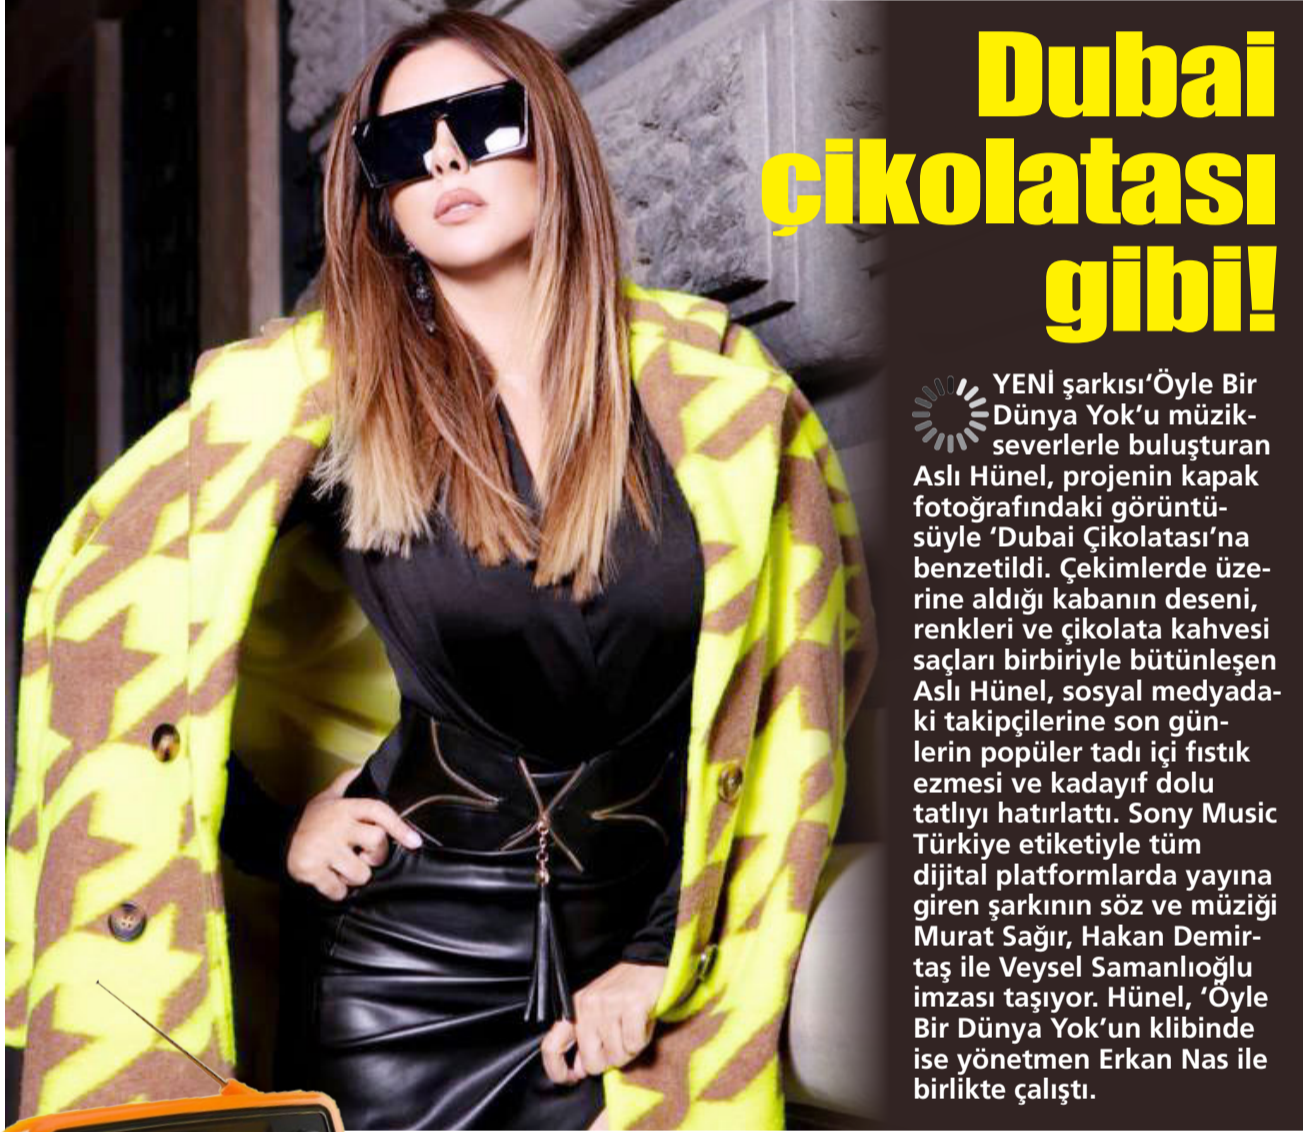 Dubai
çikolatası
gibi!
YENİ şarkısı‘Öyle Bir
Dünya Yok’u müzik-
severlerle buluşturan
Aslı Hünel, projenin kapak
fotoğrafındaki görüntü-
süyle ‘Dubai Çikolatası’na
benzetildi. Çekimlerde üze-
rine aldığı kabanın deseni,
renkleri ve çikolata kahvesi
saçları birbiriyle bütünleşen
Aslı Hünel, sosyal medyada-
ki takipçilerine son gün-
lerin popüler tadı içi fıstık
ezmesi ve kadayıf dolu
tatlıyı hatırlattı. Sony Music
Türkiye etiketiyle tüm
dijital platformlarda yayına
giren şarkının söz ve müziği
Murat Sağır, Hakan Demir-
taş ile Veysel Samanlıoğlu
imzası taşıyor. Hünel, ‘Öyle
Bir Dünya Yok’un klibinde
ise yönetmen Erkan Nas ile
birlikte çalıştı.